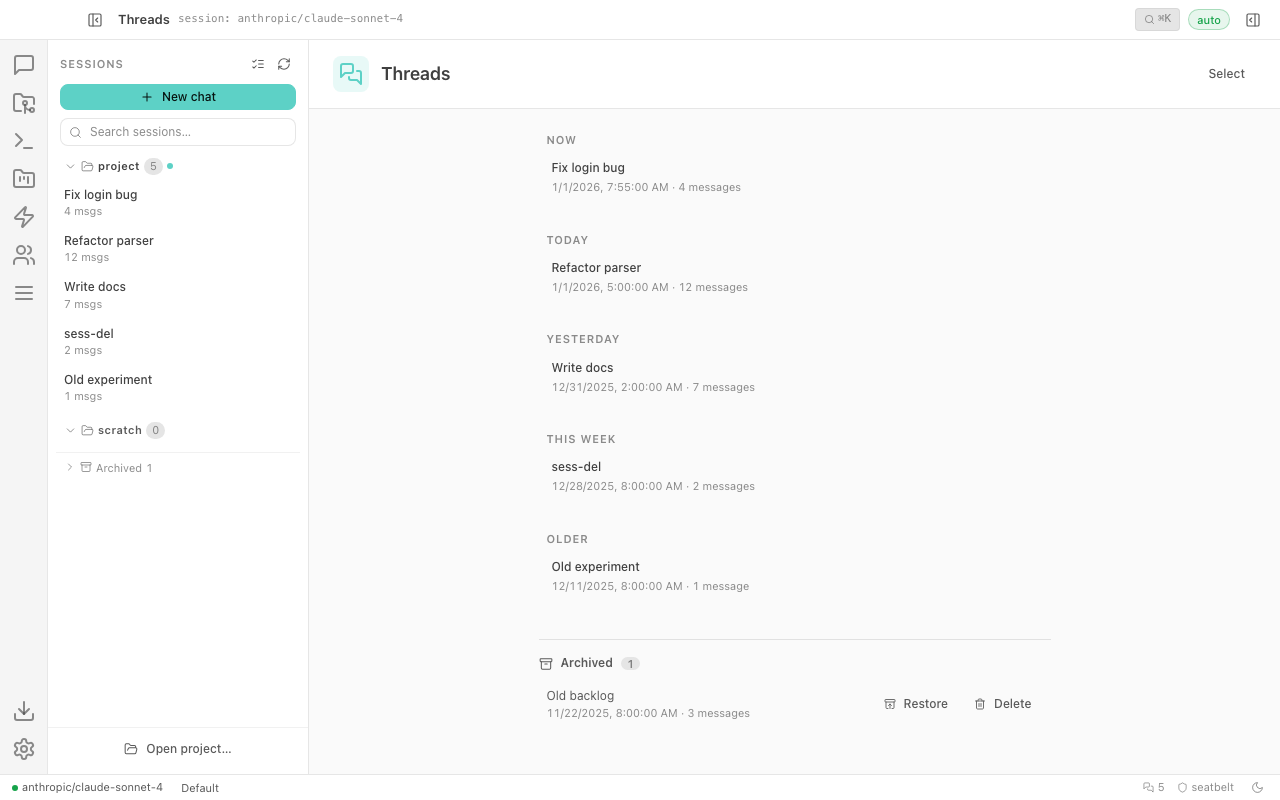 Threads session: anthropic/claude-sonnet-4
⌘K
auto
SESSIONS
New chat
Search sessions...
project 5
Fix login bug
4 msgs
Refactor parser
12 msgs
Write docs
7 msgs
sess-del
2 msgs
Old experiment
1 msgs
scratch 0
Archived 1
Open project...
Threads
Select
NOW
Fix login bug
1/1/2026, 7:55:00 AM · 4 messages
TODAY
Refactor parser
1/1/2026, 5:00:00 AM · 12 messages
YESTERDAY
Write docs
12/31/2025, 2:00:00 AM · 7 messages
THIS WEEK
sess-del
12/28/2025, 8:00:00 AM · 2 messages
OLDER
Old experiment
12/11/2025, 8:00:00 AM · 1 message
Archived 1
Old backlog
11/22/2025, 8:00:00 AM · 3 messages
Restore
Delete
anthropic/claude-sonnet-4
Default
5
seatbelt